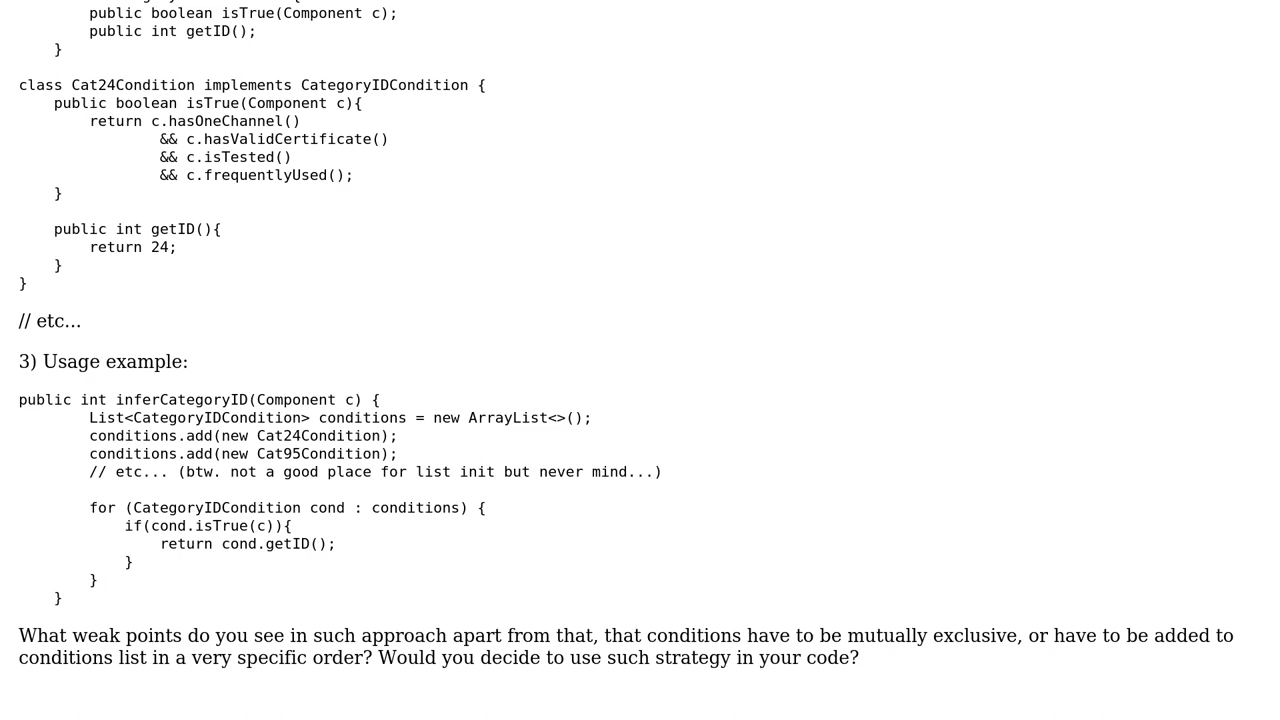 public boolean isTrue(Component c);
public int getID();
}
class Cat24Condition implements CategoryIDCondition {
public boolean isTrue(Component c){
return c.hasOneChannel()
&& c.hasValidCertificate()
&& c.isTested()
&& c.frequentlyUsed();
}
public int getID(){
return 24;
}
}
// etc...
3) Usage example:
public int inferCategoryID(Component c) {
List<CategoryIDCondition> conditions = new ArrayList<>();
conditions.add(new Cat24Condition);
conditions.add(new Cat95Condition);
// etc... (btw. not a good place for list init but never mind...)
for (CategoryIDCondition cond : conditions) {
if(cond.isTrue(c)){
return cond.getID();
}
}
}
What weak points do you see in such approach apart from that, that conditions have to be mutually exclusive, or have to be added to
conditions list in a very specific order? Would you decide to use such strategy in your code?